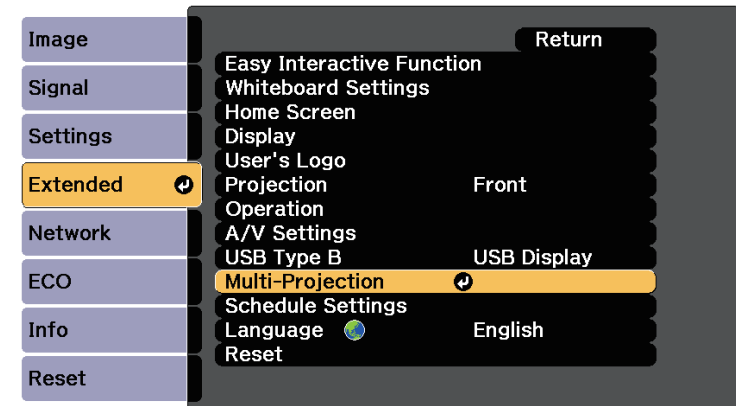 Image
Signal
Settings
Extended
Network
ECO
Info
Reset
Return
Easy Interactive Function
Whiteboard Settings
Home Screen
Display
User's Logo
Projection Front
Operation
A/V Settings
USB Type B USB Display
Multi-Projection
Schedule Settings
Language English
Reset